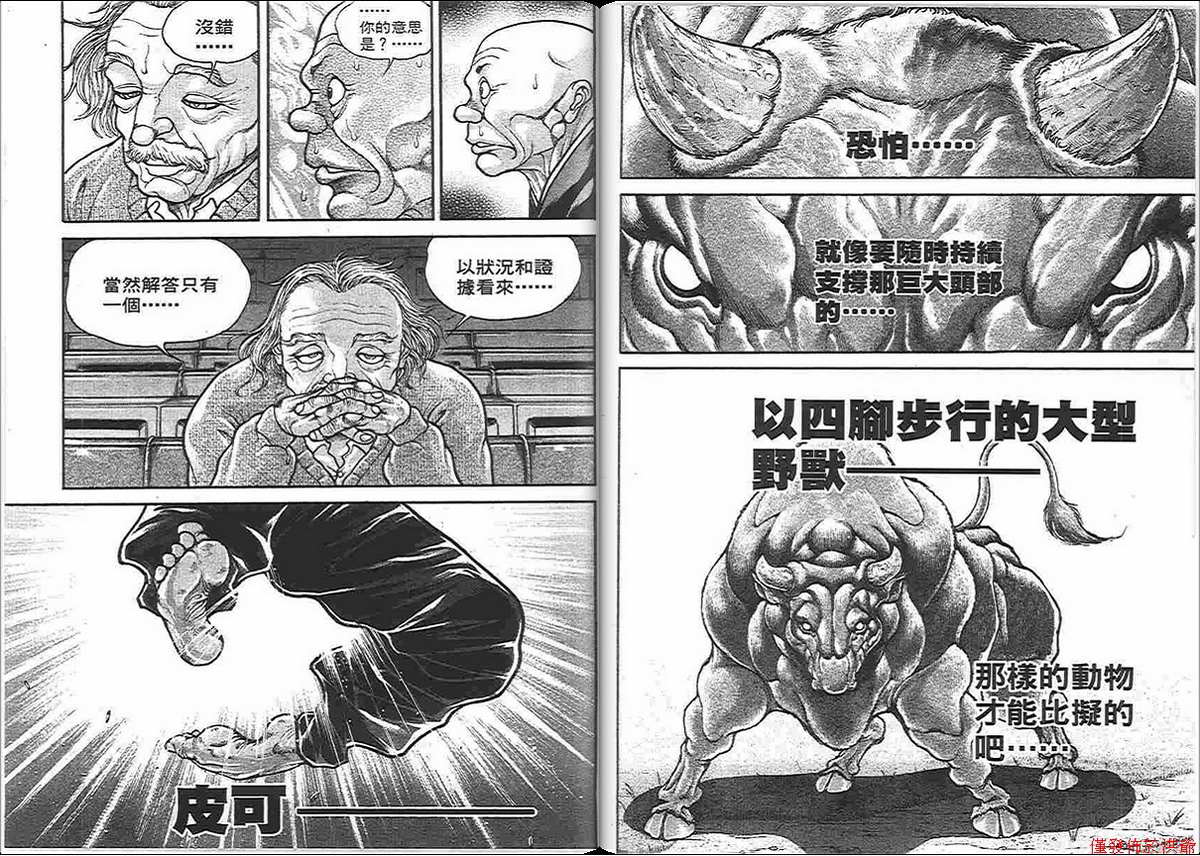 恐怕……
就像要隨時持續
支撐那巨大頭部
的……
以四腳步行的大型
野獸——
那樣的動物
才能比擬的
吧……
……
你的意思
是？……
沒錯
……
以狀況和證
據看來……
當然解答只有
一個……
皮可——